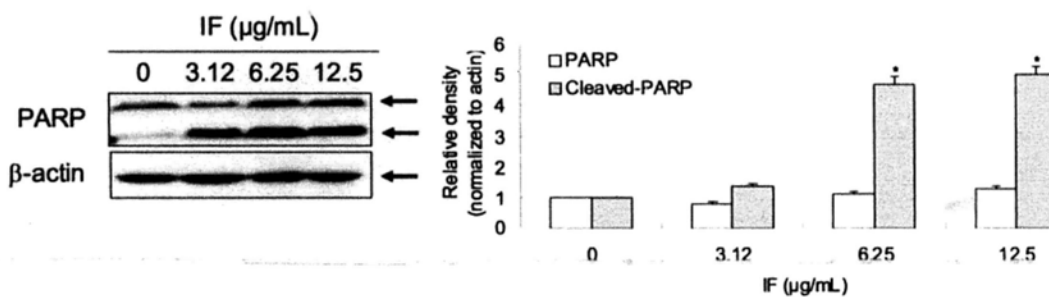 IF (µg/mL)
0 3.12 6.25 12.5
PARP
β-actin
Relative density
(normalized to actin)
6
5
4
3
2
1
0
PARP
Cleaved-PARP
*
*
0 3.12 6.25 12.5
IF (µg/mL)